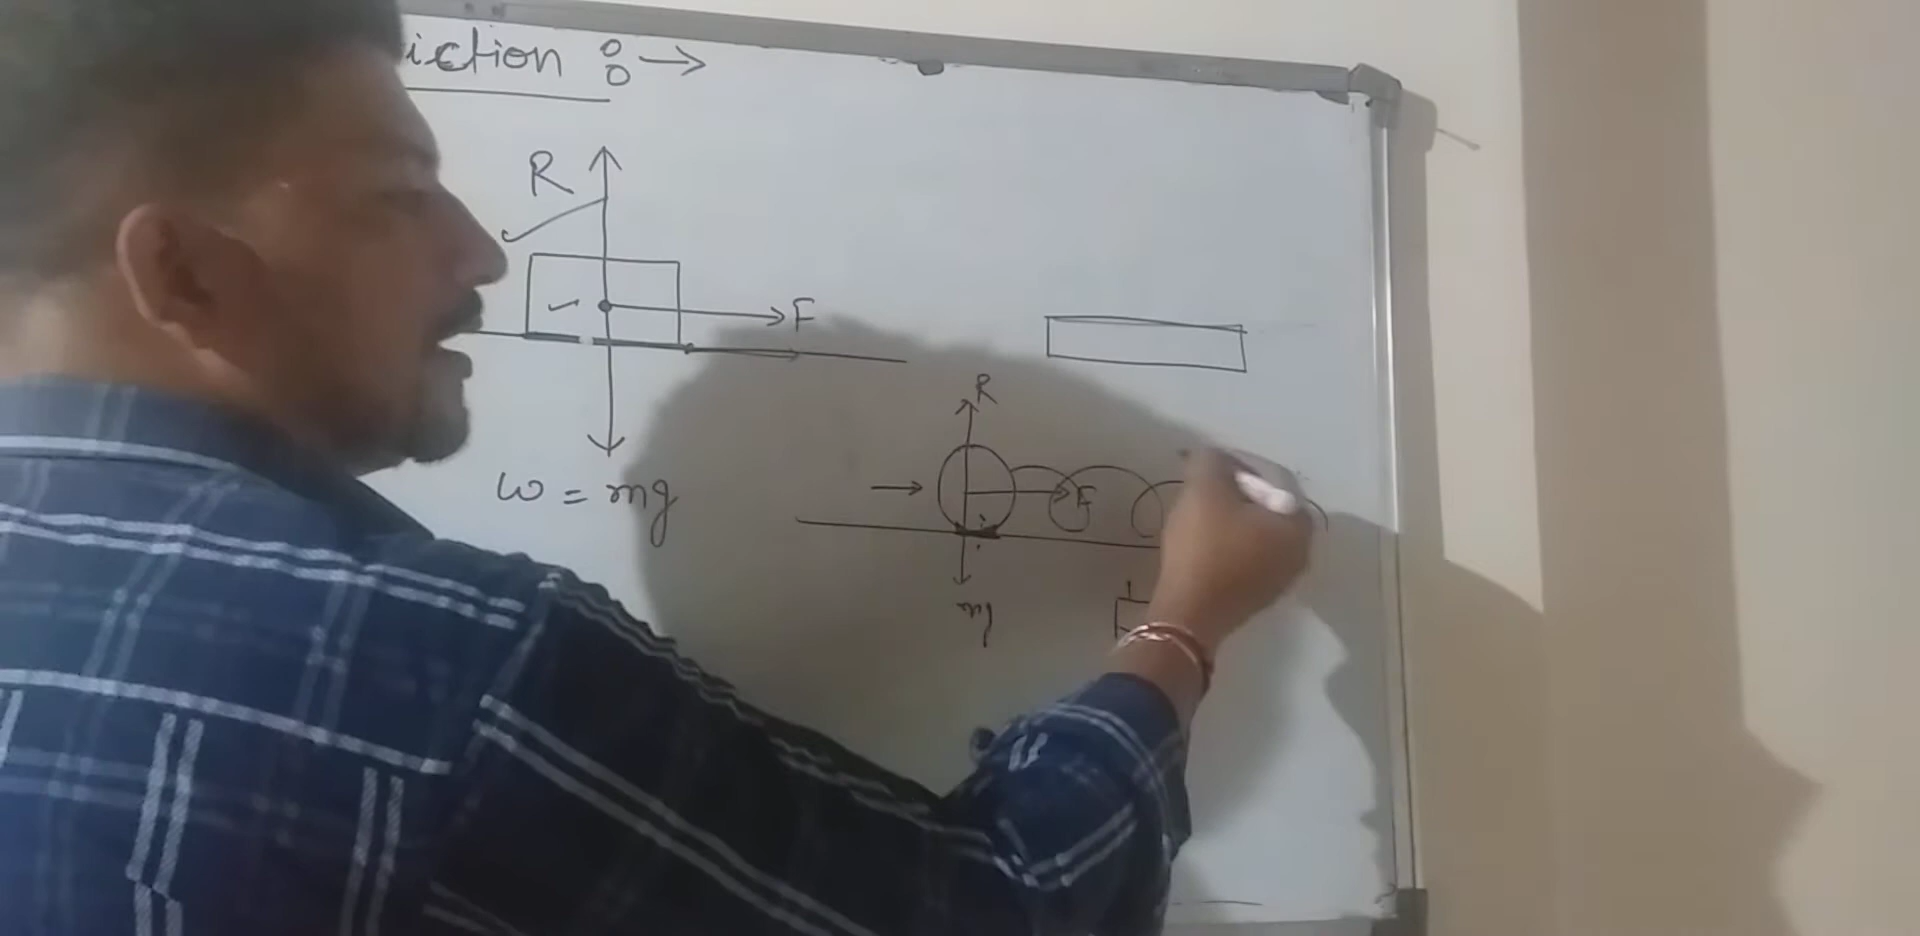 iction :→
R
F
R
F
w = mg
mg